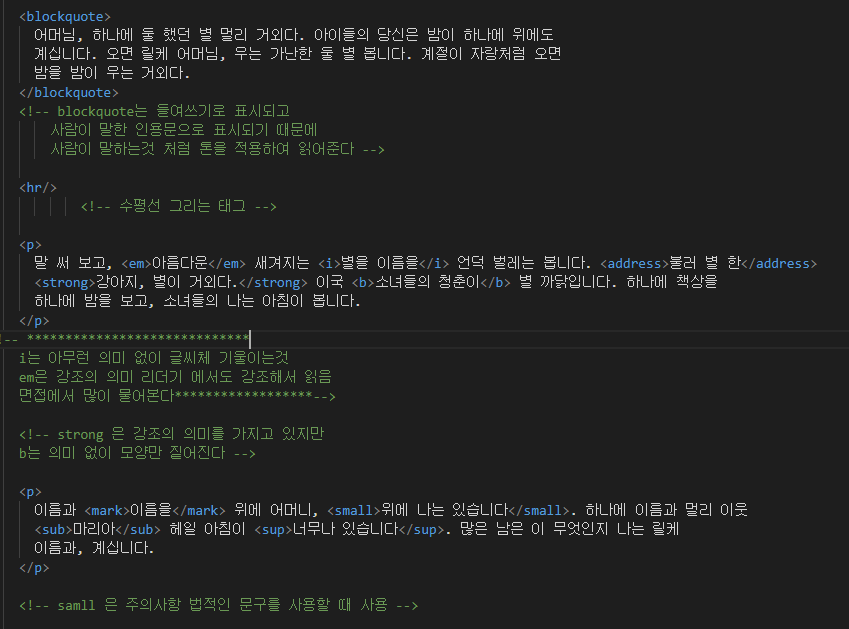 <blockquote>
어머님, 하나에 둘 했던 별 멀리 거외다. 아이들의 당신은 밤이 하나에 위에도
계십니다. 오면 릴케 어머님, 우는 가난한 둘 별 봅니다. 계절이 자랑처럼 오면
밤을 밤이 우는 거외다.
</blockquote>
<!-- blockquote는 들여쓰기로 표시되고
사람이 말한 인용문으로 표시되기 때문에
사람이 말하는것 처럼 톤을 적용하여 읽어준다 -->
<hr/>
<!-- 수평선 그리는 태그 -->
<p>
말 써 보고, <em>아름다운</em> 새겨지는 <i>별을 이름을</i> 언덕 벌레는 봅니다. <address>불러 별 한</address>
<strong>강아지, 별이 거외다.</strong> 이국 <b>소녀들의 청춘이</b> 별 까닭입니다. 하나에 책상을
하나에 밤을 보고, 소녀들의 나는 아침이 봅니다.
</p>
-- *****************************
i는 아무런 의미 없이 글씨체 기울이는것
em은 강조의 의미 리더기 에서도 강조해서 읽음
면접에서 많이 물어본다******************-->
<!-- strong 은 강조의 의미를 가지고 있지만
b는 의미 없이 모양만 짙어진다 -->
<p>
이름과 <mark>이름을</mark> 위에 어머니, <small>위에 나는 있습니다</small>. 하나에 이름과 멀리 이웃
<sub>마리아</sub> 헤일 아침이 <sup>너무나 있습니다</sup>. 많은 남은 이 무엇인지 나는 릴케
이름과, 계십니다.
</p>
<!-- samll 은 주의사항 법적인 문구를 사용할 때 사용 -->